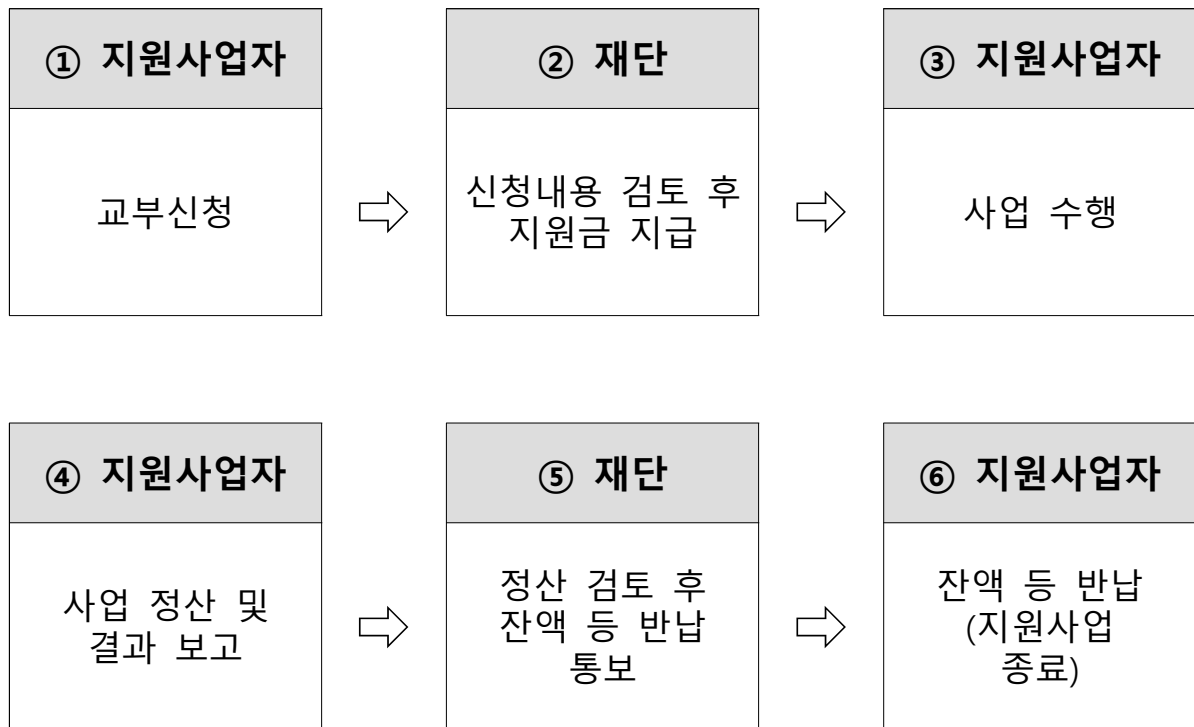 ① 지원사업자
② 재단
③ 지원사업자
교부신청
신청내용 검토 후
지원금 지급
사업 수행
④ 지원사업자
⑤ 재단
⑥ 지원사업자
사업 정산 및
결과 보고
정산 검토 후
잔액 등 반납
통보
잔액 등 반납
(지원사업
종료)